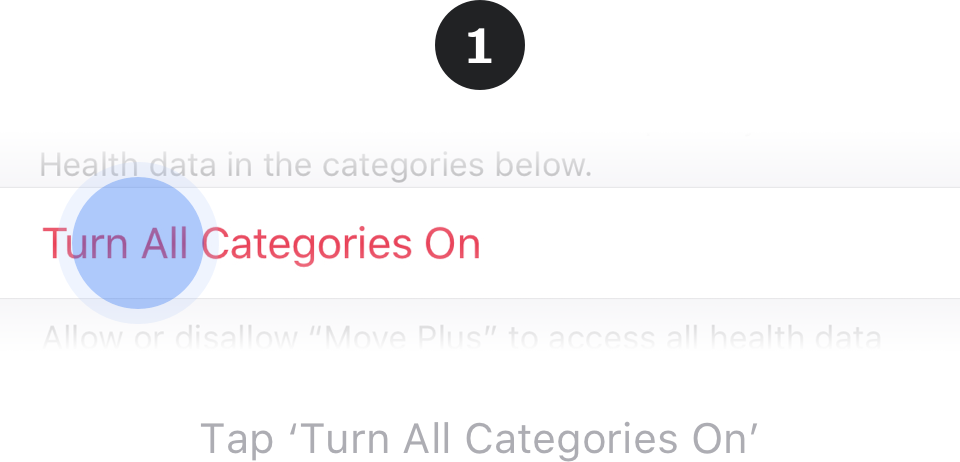 1
Health data in the categories below.
Turn All Categories On
Allow or disallow “Move Plus” to access all health data
Tap ‘Turn All Categories On’